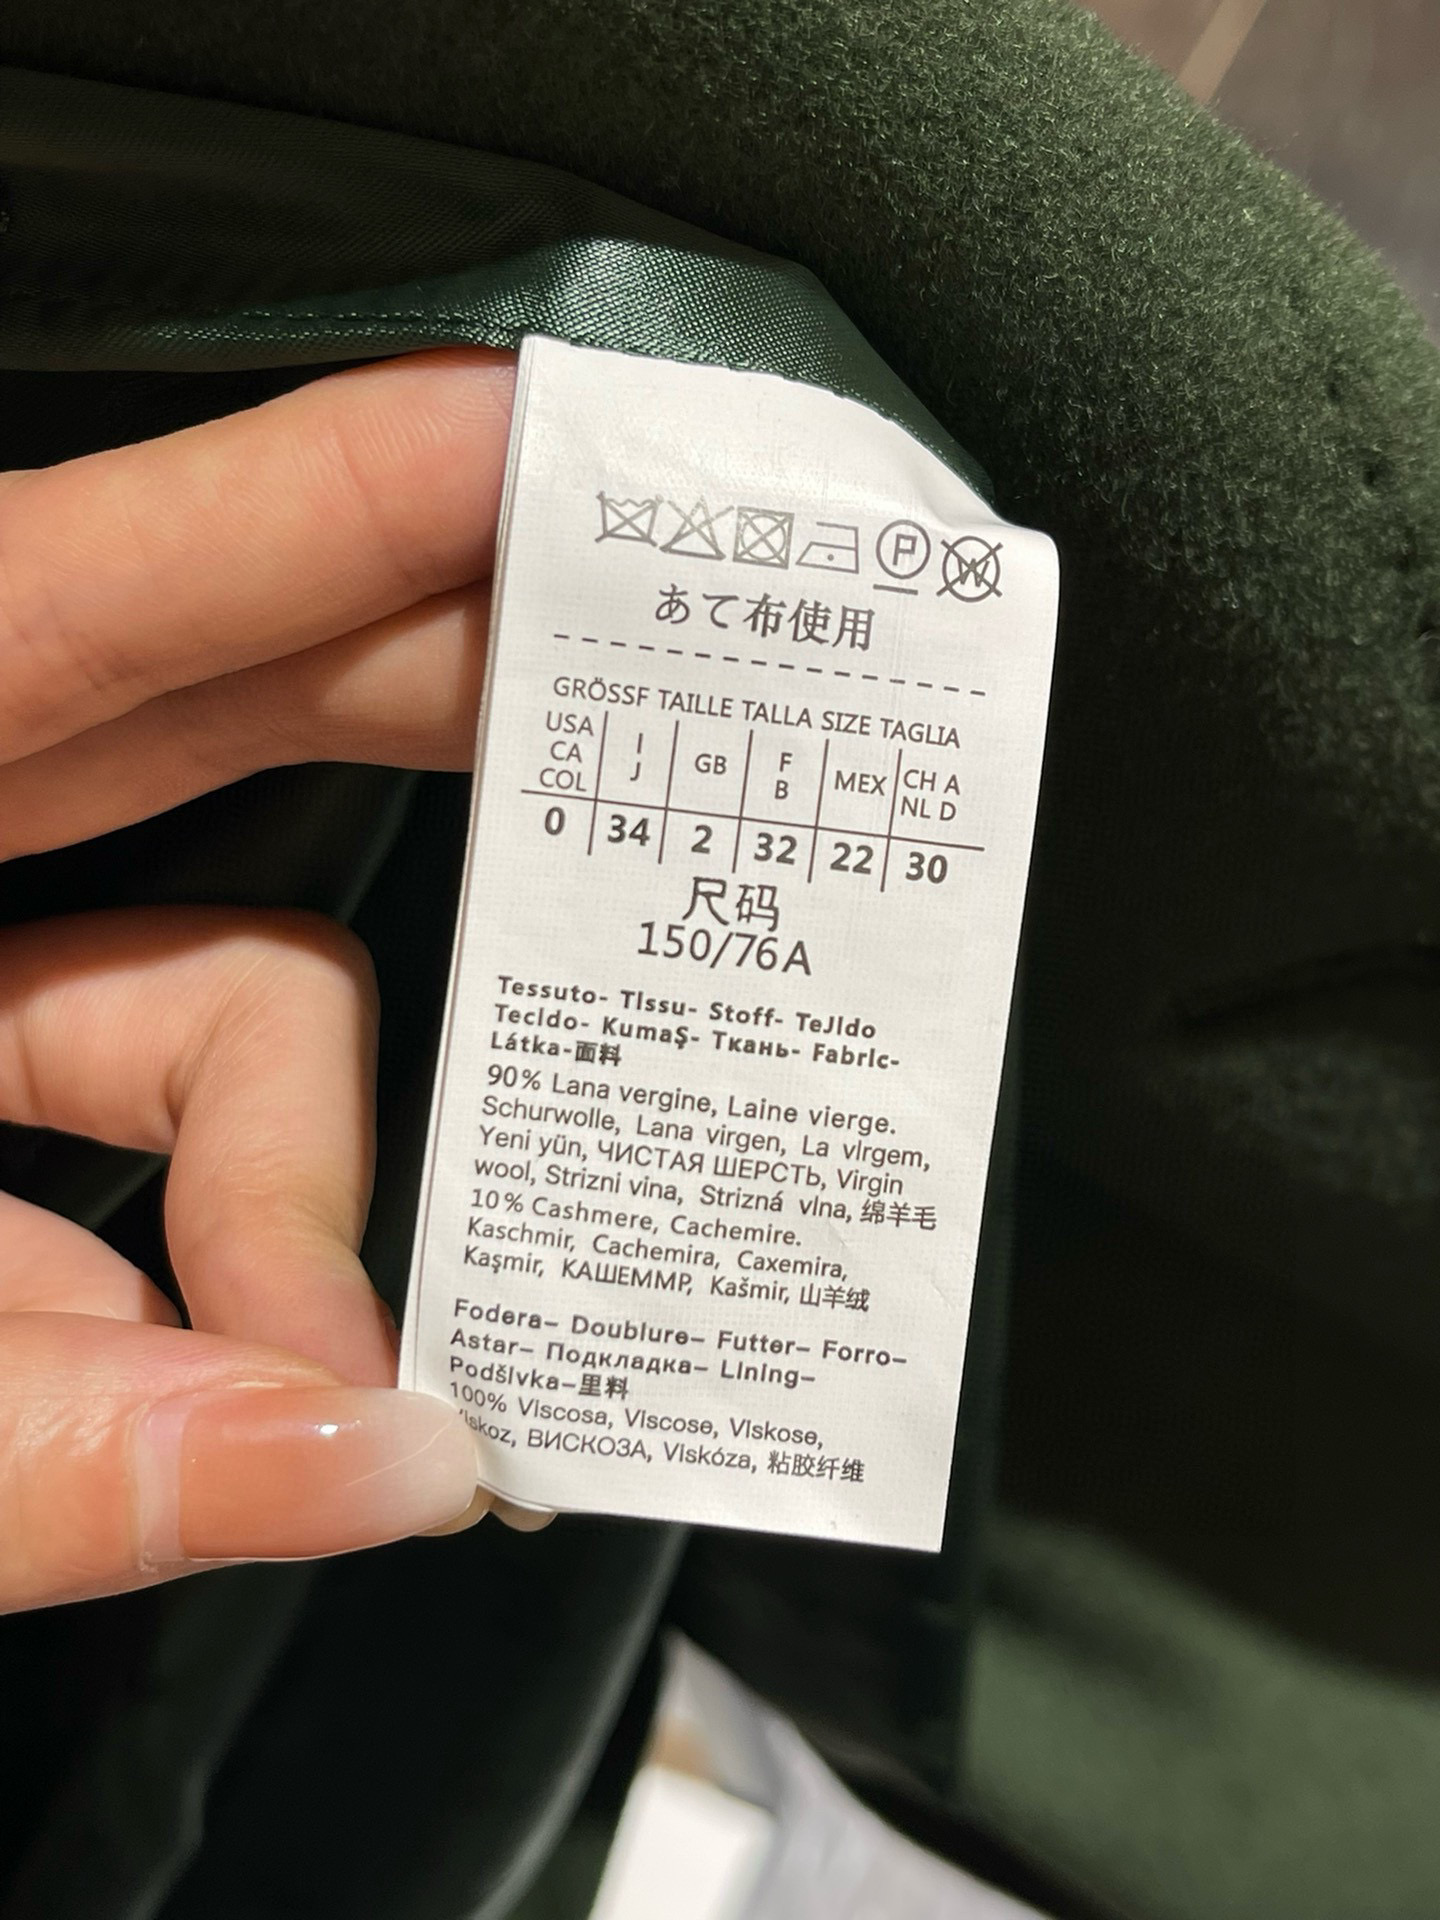 P W
あて布使用
GRÖSSF TAILLE TALLA SIZE TAGLIA
USA CA COL | I J | GB | F B | MEX | CH A NL D
0 | 34 | 2 | 32 | 22 | 30
尺码
150/76A
Tessuto- TIssu- Stoff- TeJIdo
TecIdo- KumaŞ- Ткань- FabrIc-
Látka-面料
90% Lana vergine, Laine vierge.
Schurwolle, Lana virgen, La vIrgem,
Yeni yün, ЧИСТАЯ ШЕРСТЬ, Virgin
wool, Strizni vina, Strizná vlna, 绵羊毛
10% Cashmere, Cachemire.
Kaschmir, Cachemira, Caxemira,
Kaşmir, КАШЕММР, Kašmir, 山羊绒
Fodera– Doublure– Futter– Forro–
Astar– Подкладка– LInIng–
PodšIvka–里料
100% VIscosa, VIscose, VIskose,
VIskoz, ВИСКОЗА, VIskóza, 粘胶纤维